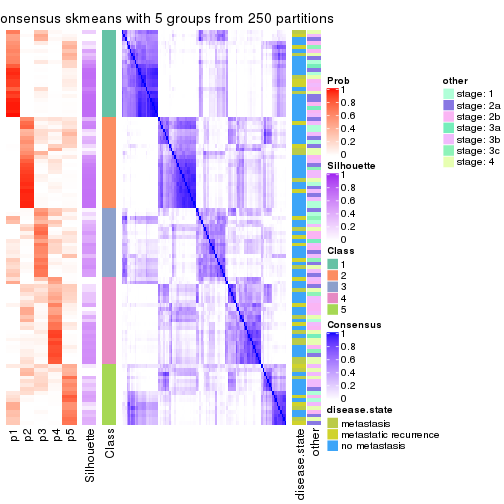 onsensus skmeans with 5 groups from 250 partitions
Prob
1
0.8
0.6
0.4
0.2
0
Silhouette
1
0.8
0.6
0.4
0.2
0
Class
1
2
3
4
5
Consensus
1
0.8
0.6
0.4
0.2
0
disease.state
metastasis
metastatic recurrence
no metastasis
other
stage: 1
stage: 2a
stage: 2b
stage: 3a
stage: 3b
stage: 3c
stage: 4
p1
p2
p3
p4
p5
Silhouette
Class
disease.state
other